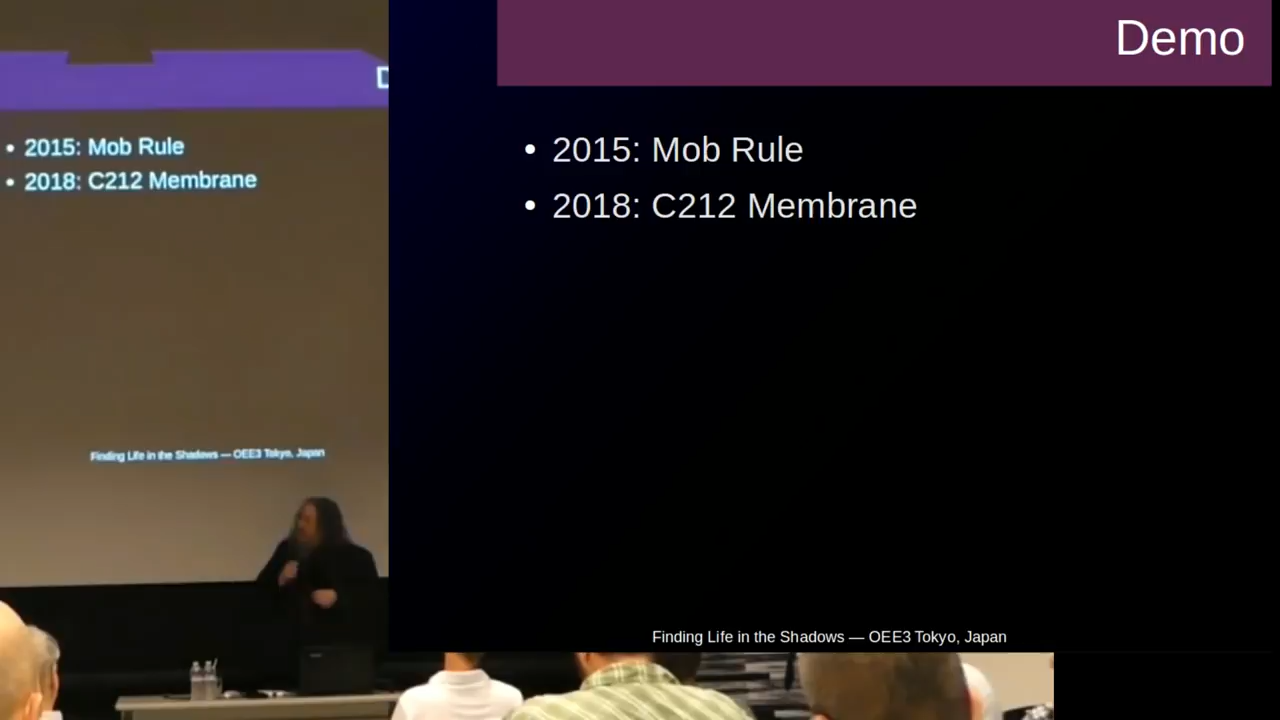 D
• 2015: Mob Rule
• 2018: C212 Membrane
Finding Life in the Shadows — OEE3 Tokyo, Japan
Demo
• 2015: Mob Rule
• 2018: C212 Membrane
Finding Life in the Shadows — OEE3 Tokyo, Japan